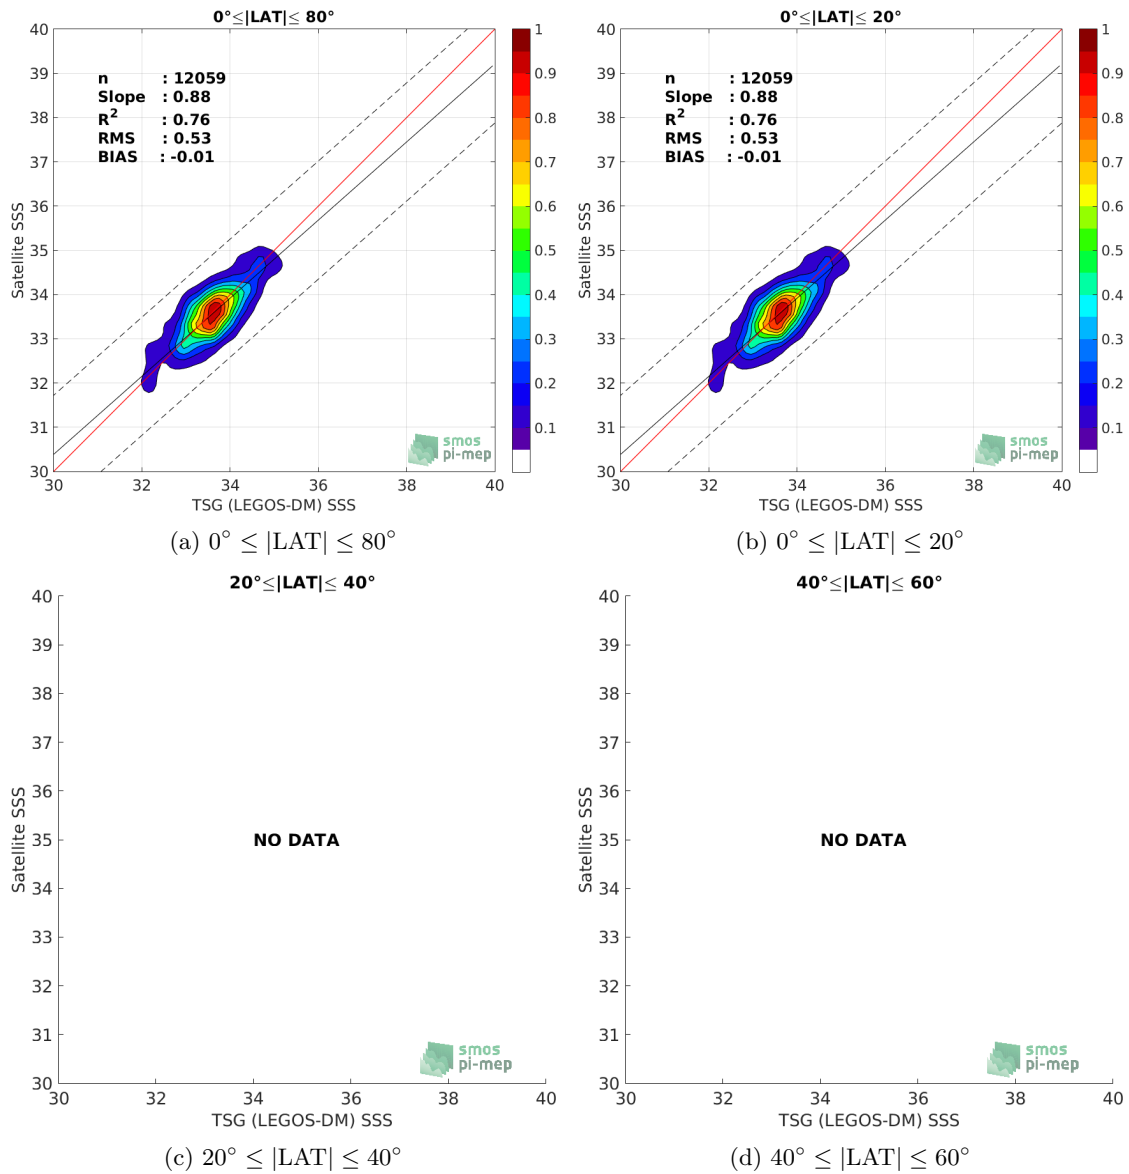 0°≤|LAT|≤ 80°
40
39
38
37
36
35
34
33
32
31
30
Satellite SSS
n : 12059
Slope : 0.88
R² : 0.76
RMS : 0.53
BIAS : -0.01
1
0.9
0.8
0.7
0.6
0.5
0.4
0.3
0.2
0.1
smos
pi-mep
30 32 34 36 38 40
TSG (LEGOS-DM) SSS
(a) 0° ≤ |LAT| ≤ 80°
0°≤|LAT|≤ 20°
40
39
38
37
36
35
34
33
32
31
30
Satellite SSS
n : 12059
Slope : 0.88
R² : 0.76
RMS : 0.53
BIAS : -0.01
1
0.9
0.8
0.7
0.6
0.5
0.4
0.3
0.2
0.1
smos
pi-mep
30 32 34 36 38 40
TSG (LEGOS-DM) SSS
(b) 0° ≤ |LAT| ≤ 20°
20°≤|LAT|≤ 40°
40
39
38
37
36
35
34
33
32
31
30
Satellite SSS
NO DATA
smos
pi-mep
30 32 34 36 38 40
TSG (LEGOS-DM) SSS
(c) 20° ≤ |LAT| ≤ 40°
40°≤|LAT|≤ 60°
40
39
38
37
36
35
34
33
32
31
30
Satellite SSS
NO DATA
smos
pi-mep
30 32 34 36 38 40
TSG (LEGOS-DM) SSS
(d) 40° ≤ |LAT| ≤ 60°